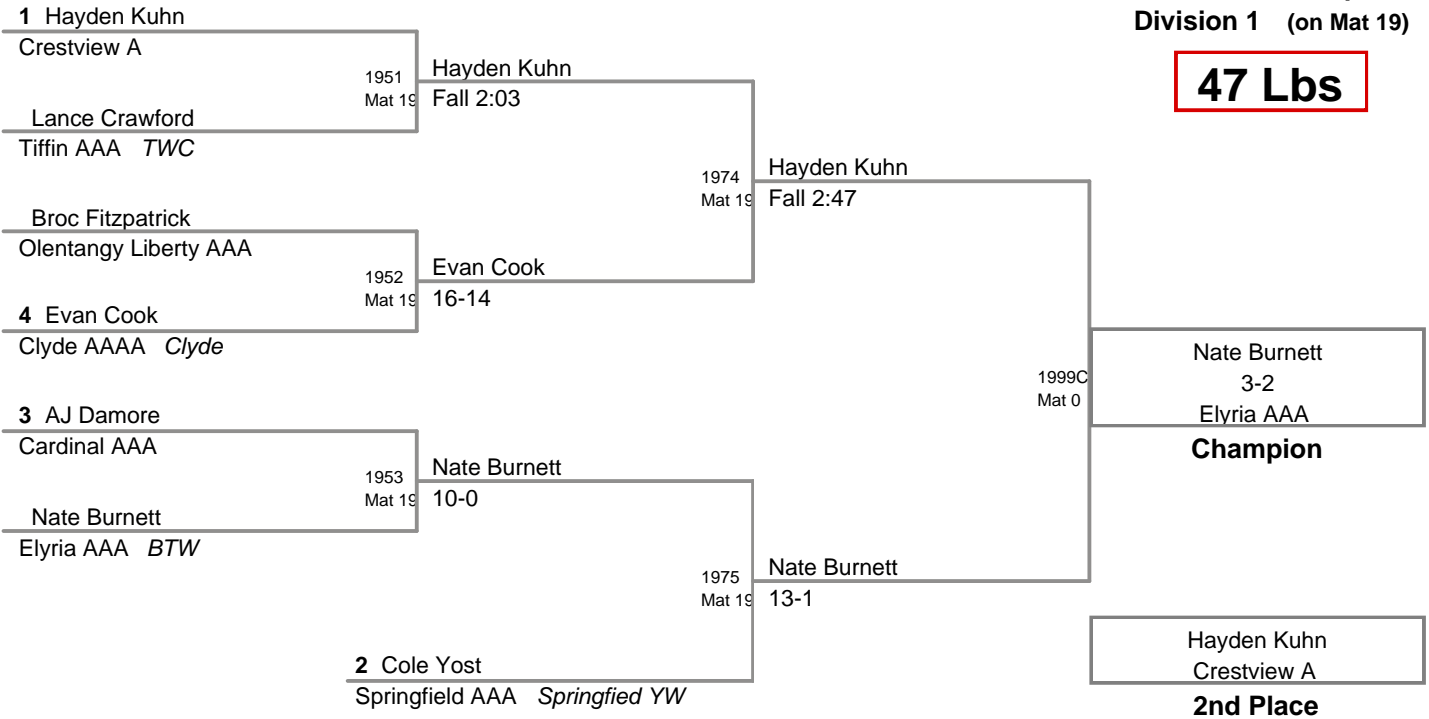 Division 1 (on Mat 19)
47 Lbs
1 Hayden Kuhn
Crestview A
Lance Crawford
Tiffin AAA TWC
Broc Fitzpatrick
Olentangy Liberty AAA
4 Evan Cook
Clyde AAAA Clyde
3 AJ Damore
Cardinal AAA
Nate Burnett
Elyria AAA BTW
1951
Mat 19
Hayden Kuhn
Fall 2:03
1952
Mat 19
Evan Cook
16-14
1953
Mat 19
Nate Burnett
10-0
2 Cole Yost
Springfield AAA Springfied YW
1974
Mat 19
Hayden Kuhn
Fall 2:47
1975
Mat 19
Nate Burnett
13-1
1999C
Mat 0
Nate Burnett
3-2
Elyria AAA
Champion
Hayden Kuhn
Crestview A
2nd Place